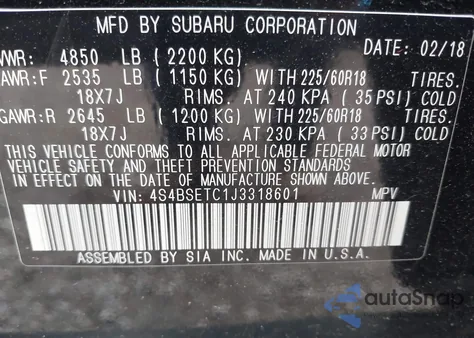 MFD BY SUBARU CORPORATION
VWR: 4850 LB (2200 KG) DATE: 02/18
AWR:F 2535 LB (1150 KG) WITH 225/60R18 TIRES.
18X7J RIMS. AT 240 KPA (35 PSI) COLD
GAWR:R 2645 LB (1200 KG) WITH 225/60R18 TIRES.
18X7J RIMS. AT 230 KPA (33 PSI) COLD
THIS VEHICLE CONFORMS TO ALL APPLICABLE FEDERAL MOTOR
VEHICLE SAFETY AND THEFT PREVENTION STANDARDS
IN EFFECT ON THE DATE OF MANUFACTURE SHOWN ABOVE.
VIN: 4S4BSETC1J3318601 MPV
ASSEMBLED BY SIA INC. MADE IN U.S.A.
autoSnap